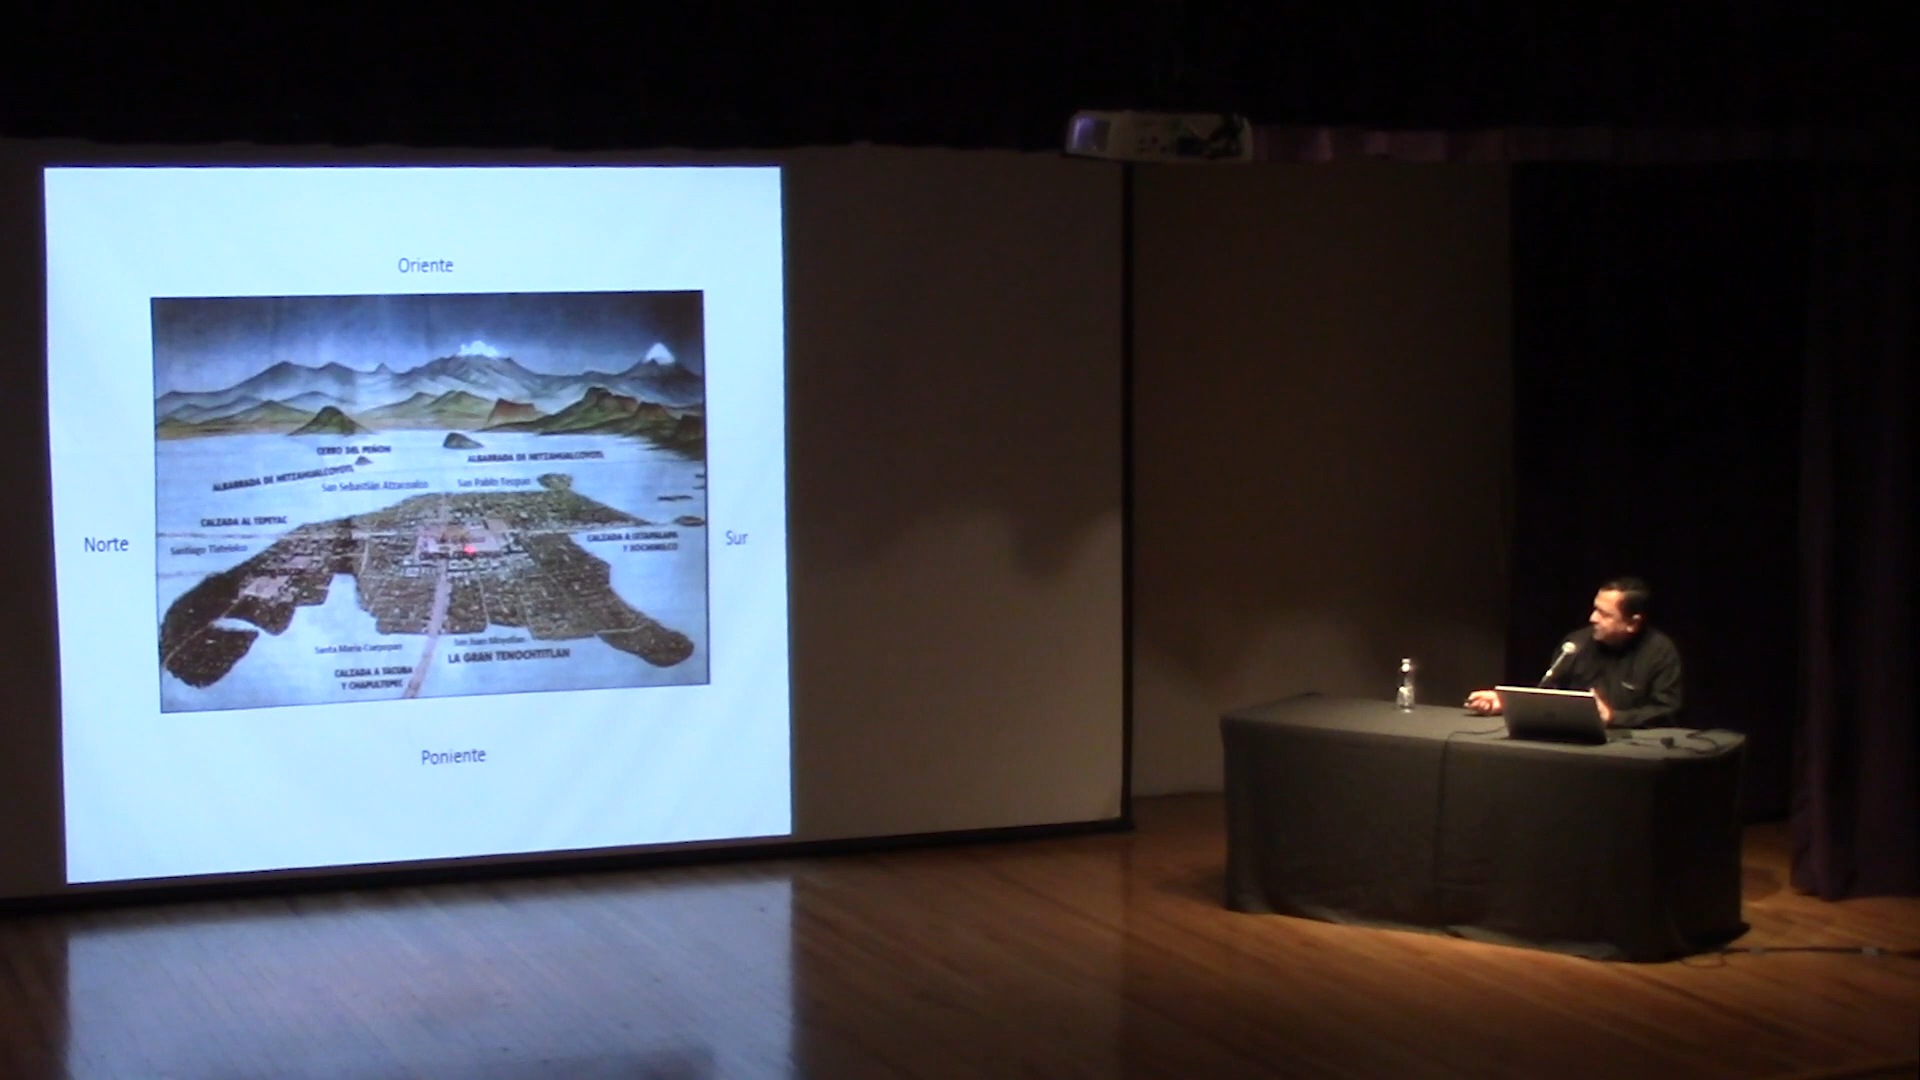 Oriente
CERRO DEL PEÑON
ALBARRADA DE NETZAHUALCOYOTL
ALBARRADA DE NETZAHUALCOYOTL
San Sebastián Atzacoalco
San Pablo Teopan
CALZADA AL TEPEYAC
Santiago Tlatelolco
CALZADA A IZTAPALAPA
Y XOCHIMILCO
Norte
Sur
Santa María Cuepopan
San Juan Moyotlan
LA GRAN TENOCHTITLAN
CALZADA A TACUBA
Y CHAPULTEPEC
Poniente